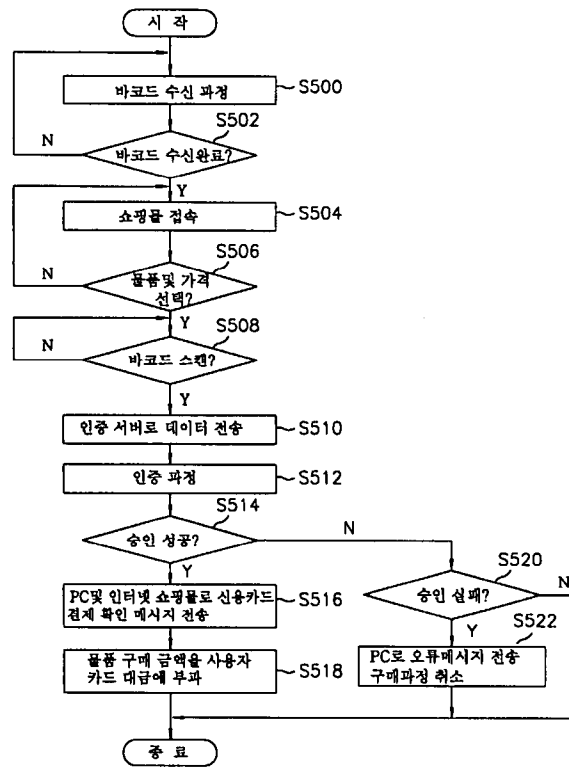 시 작
바코드 수신 과정
S500
S502
N
바코드 수신완료?
Y
쇼핑몰 접속
S504
S506
N
물품및 가격
선택?
Y
S508
N
바코드 스캔?
Y
인증 서버로 데이터 전송
S510
인증 과정
S512
S514
승인 성공?
N
Y
S520
승인 실패?
N
Y
PC및 인터넷 쇼핑몰로 신용카드
결제 확인 메시지 전송
S516
S522
PC로 오류메시지 전송
구매과정 취소
물품 구매 금액을 사용자
카드 대금에 부과
S518
종 료